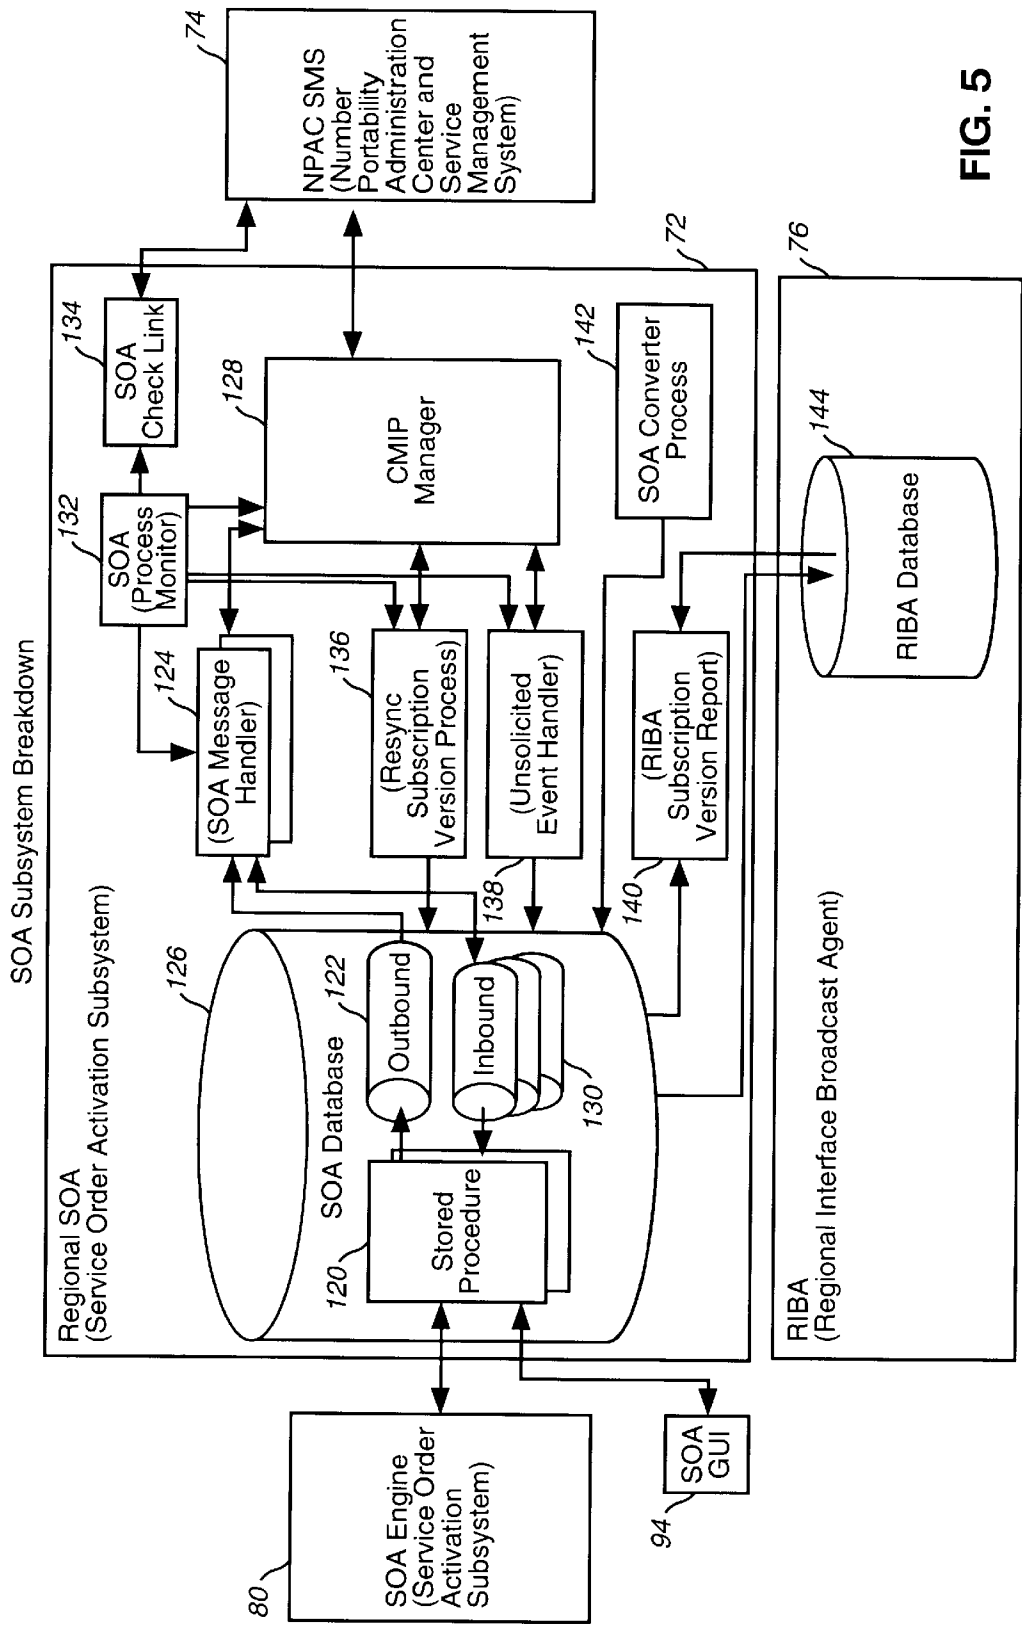 SOA Subsystem Breakdown
Regional SOA
(Service Order Activation Subsystem)
126
SOA Database
120
Stored
Procedure
Outbound
122
Inbound
130
80
SOA Engine
(Service Order
Activation
Subsystem)
94
SOA
GUI
124
(SOA Message
Handler)
132
SOA
(Process
Monitor)
134
SOA
Check Link
136
(Resync
Subscription
Version Process)
138
(Unsolicited
Event Handler)
140
(RIBA
Subscription
Version Report)
128
CMIP
Manager
142
SOA Converter
Process
72
74
NPAC SMS
(Number
Portability
Administration
Center and
Service
Management
System)
RIBA
(Regional Interface Broadcast Agent)
76
144
RIBA Database
FIG. 5